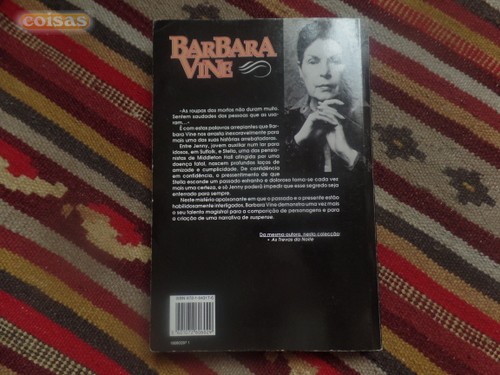 coisas
BARBARA
VINE
«As roupas dos mortos não duram muito.
Sentem saudades das pessoas que as usa-
ram...»
É com estas palavras arrepiantes que Bar-
bara Vine nos arrasta inexoravelmente para
mais uma das suas histórias arrebatadoras.
Entre Jenny, jovem auxiliar num lar para
idosos, em Suffolk, e Stella, uma das pensio-
nistas de Middleton Hall atingida por uma
doença fatal, nascem profundos laços de
amizade e cumplicidade. De confidência
em confidência, o pressentimento de que
Stella esconde um passado estranho e doloroso torna-se cada vez
mais uma certeza, e só Jenny poderá impedir que esse segredo seja
enterrado para sempre.
Neste mistério apaixonante em que o passado e o presente estão
habilidosamente interligados, Barbara Vine demonstra uma vez mais
o seu talento magistral para a composição de personagens e para
a criação de uma narrativa de suspense.
Da mesma autora, nesta colecção:
• As Trevas da Noite
ISBN